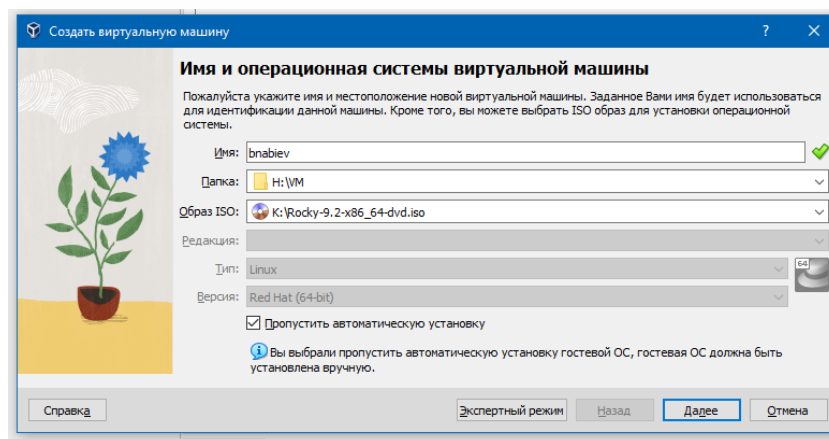 Создать виртуальную машину
Имя и операционная системы виртуальной машины
Пожалуйста укажите имя и местоположение новой виртуальной машины. Заданное Вами имя будет использоваться
для идентификации данной машины. Кроме того, вы можете выбрать ISO образ для установки операционной
системы.
Имя: bnabiev
Папка: H:\VM
Образ ISO: K:\Rocky-9.2-x86_64-dvd.iso
Редакция:
Тип: Linux
64
Версия: Red Hat (64-bit)
Пропустить автоматическую установку
Вы выбрали пропустить автоматическую установку гостевой ОС, гостевая ОС должна быть
установлена вручную.
Справка Экспертный режим Назад Далее Отмена